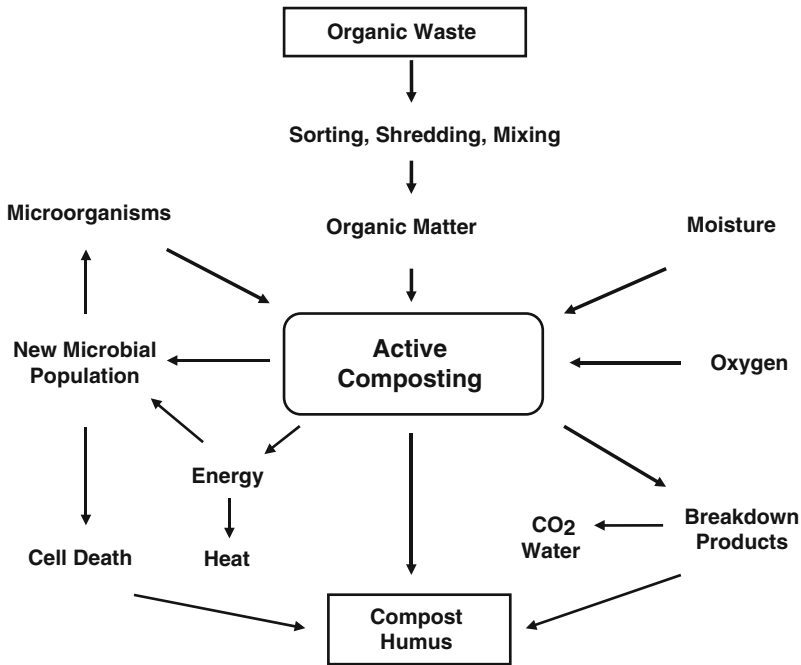 Organic Waste
Sorting, Shredding, Mixing
Microorganisms
Organic Matter
Moisture
New Microbial
Population
Active
Composting
Oxygen
Energy
Cell Death
Heat
CO2
Water
Breakdown
Products
Compost
Humus